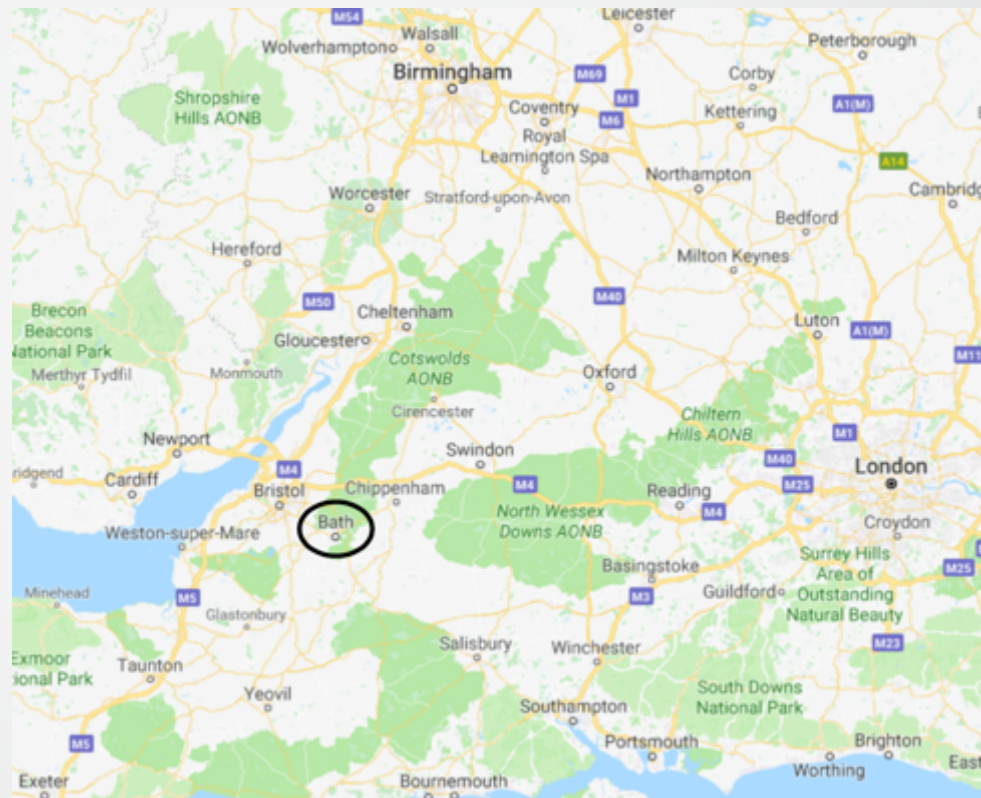 M54
Leicester
Walsall
Wolverhampton
Peterborough
Birmingham
M69
Corby
Shropshire
Hills AONB
M1
A1(M)
Coventry
M6
Kettering
Royal
Leamington Spa
A14
Northampton
Worcester
Stratford-upon-Avon
Cambridg
Bedford
Hereford
Milton Keynes
M50
M40
Brecon
Beacons
National Park
Cheltenham
Luton
A1(M)
Gloucester
M11
Merthyr Tydfil
Monmouth
Cotswolds
AONB
Oxford
Cirencester
Chiltern
Hills AONB
Newport
M1
Swindon
M40
London
ridgend
Cardiff
M4
M4
M25
Bristol
Chippenham
Reading
North Wessex
Downs AONB
M4
Bath
Croydon
Weston-super-Mare
Surrey Hills
Area of
Outstanding
Natural Beauty
Basingstoke
M25
Minehead
M5
M3
Guildford
Glastonbury
M23
Salisbury
Winchester
Exmoor
tional Park
Taunton
South Downs
National Park
Yeovil
Southampton
M5
Portsmouth
Brighton
Worthing
East
Exeter
Bournemouth